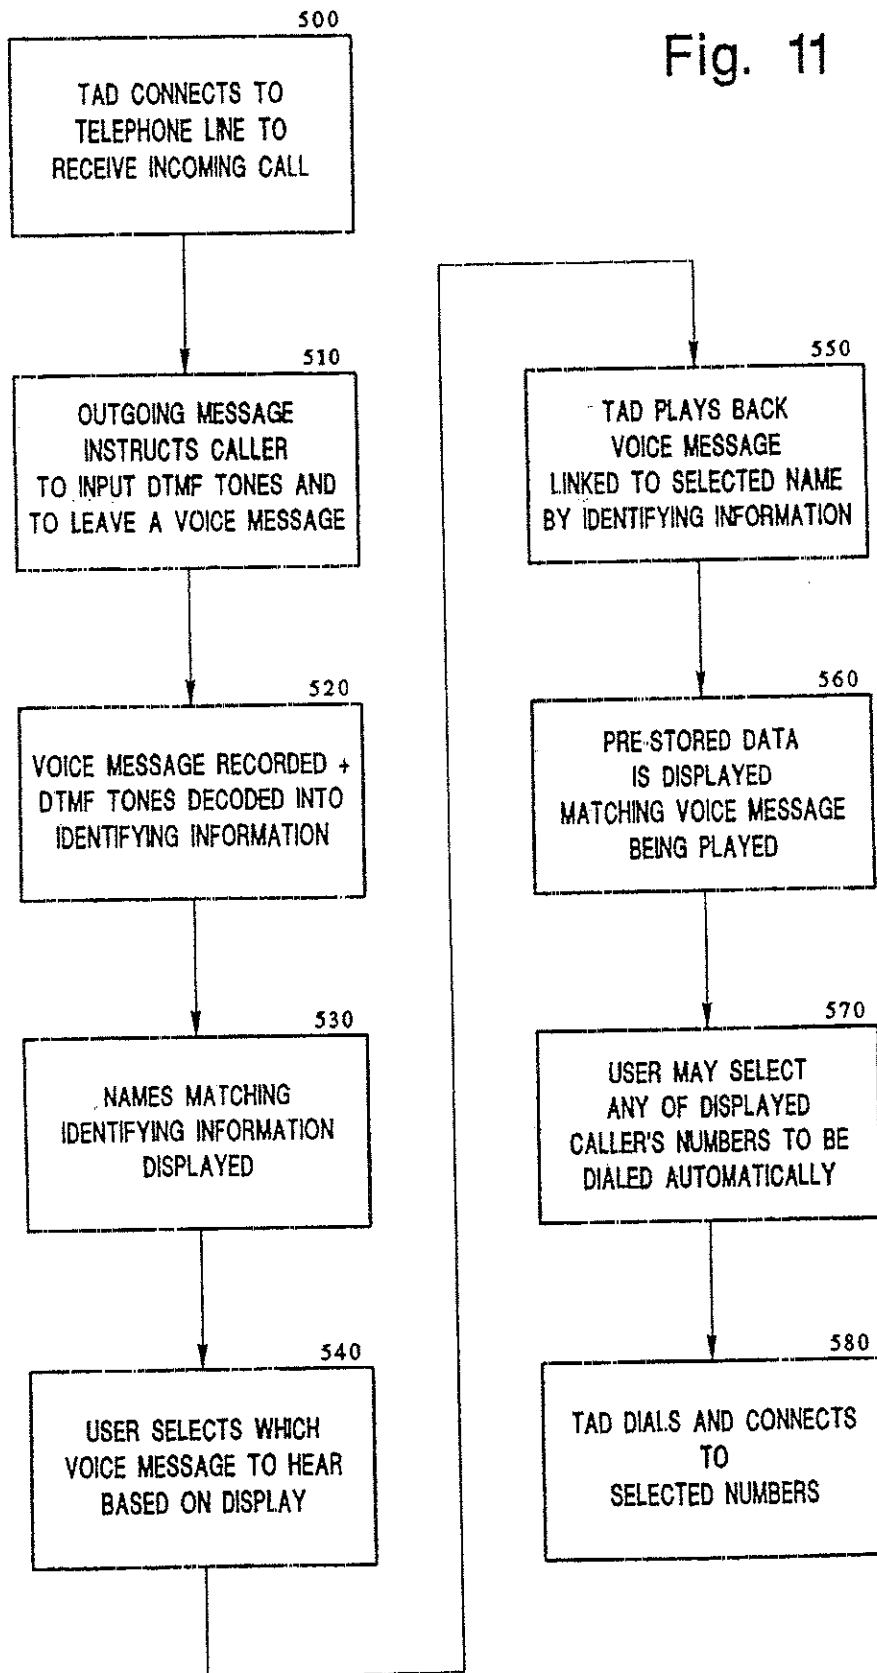 Fig. 11
500
TAD CONNECTS TO
TELEPHONE LINE TO
RECEIVE INCOMING CALL
510
OUTGOING MESSAGE
INSTRUCTS CALLER
TO INPUT DTMF TONES AND
TO LEAVE A VOICE MESSAGE
520
VOICE MESSAGE RECORDED +
DTMF TONES DECODED INTO
IDENTIFYING INFORMATION
530
NAMES MATCHING
IDENTIFYING INFORMATION
DISPLAYED
540
USER SELECTS WHICH
VOICE MESSAGE TO HEAR
BASED ON DISPLAY
550
TAD PLAYS BACK
VOICE MESSAGE
LINKED TO SELECTED NAME
BY IDENTIFYING INFORMATION
560
PRE-STORED DATA
IS DISPLAYED
MATCHING VOICE MESSAGE
BEING PLAYED
570
USER MAY SELECT
ANY OF DISPLAYED
CALLER'S NUMBERS TO BE
DIALED AUTOMATICALLY
580
TAD DIALS AND CONNECTS
TO
SELECTED NUMBERS